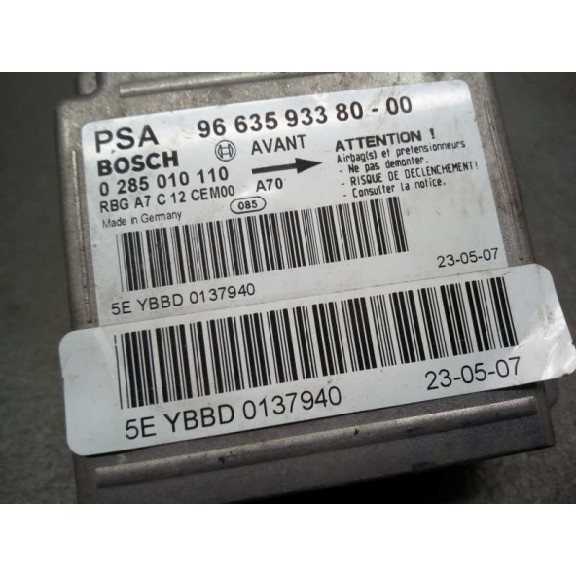 PSA 96 635 933 80-00
BOSCH AVANT
0 285 010 110
RBG A7 C 12 CEM00 A70
Made in Germany 085
ATTENTION !
Airbag(s) et pretensionneurs
- Ne pas demonter.
- RISQUE DE DECLENCHEMENT!
- Consulter la notice.
5E YBBD 0137940 23-05-07
5E YBBD 0137940 23-05-07